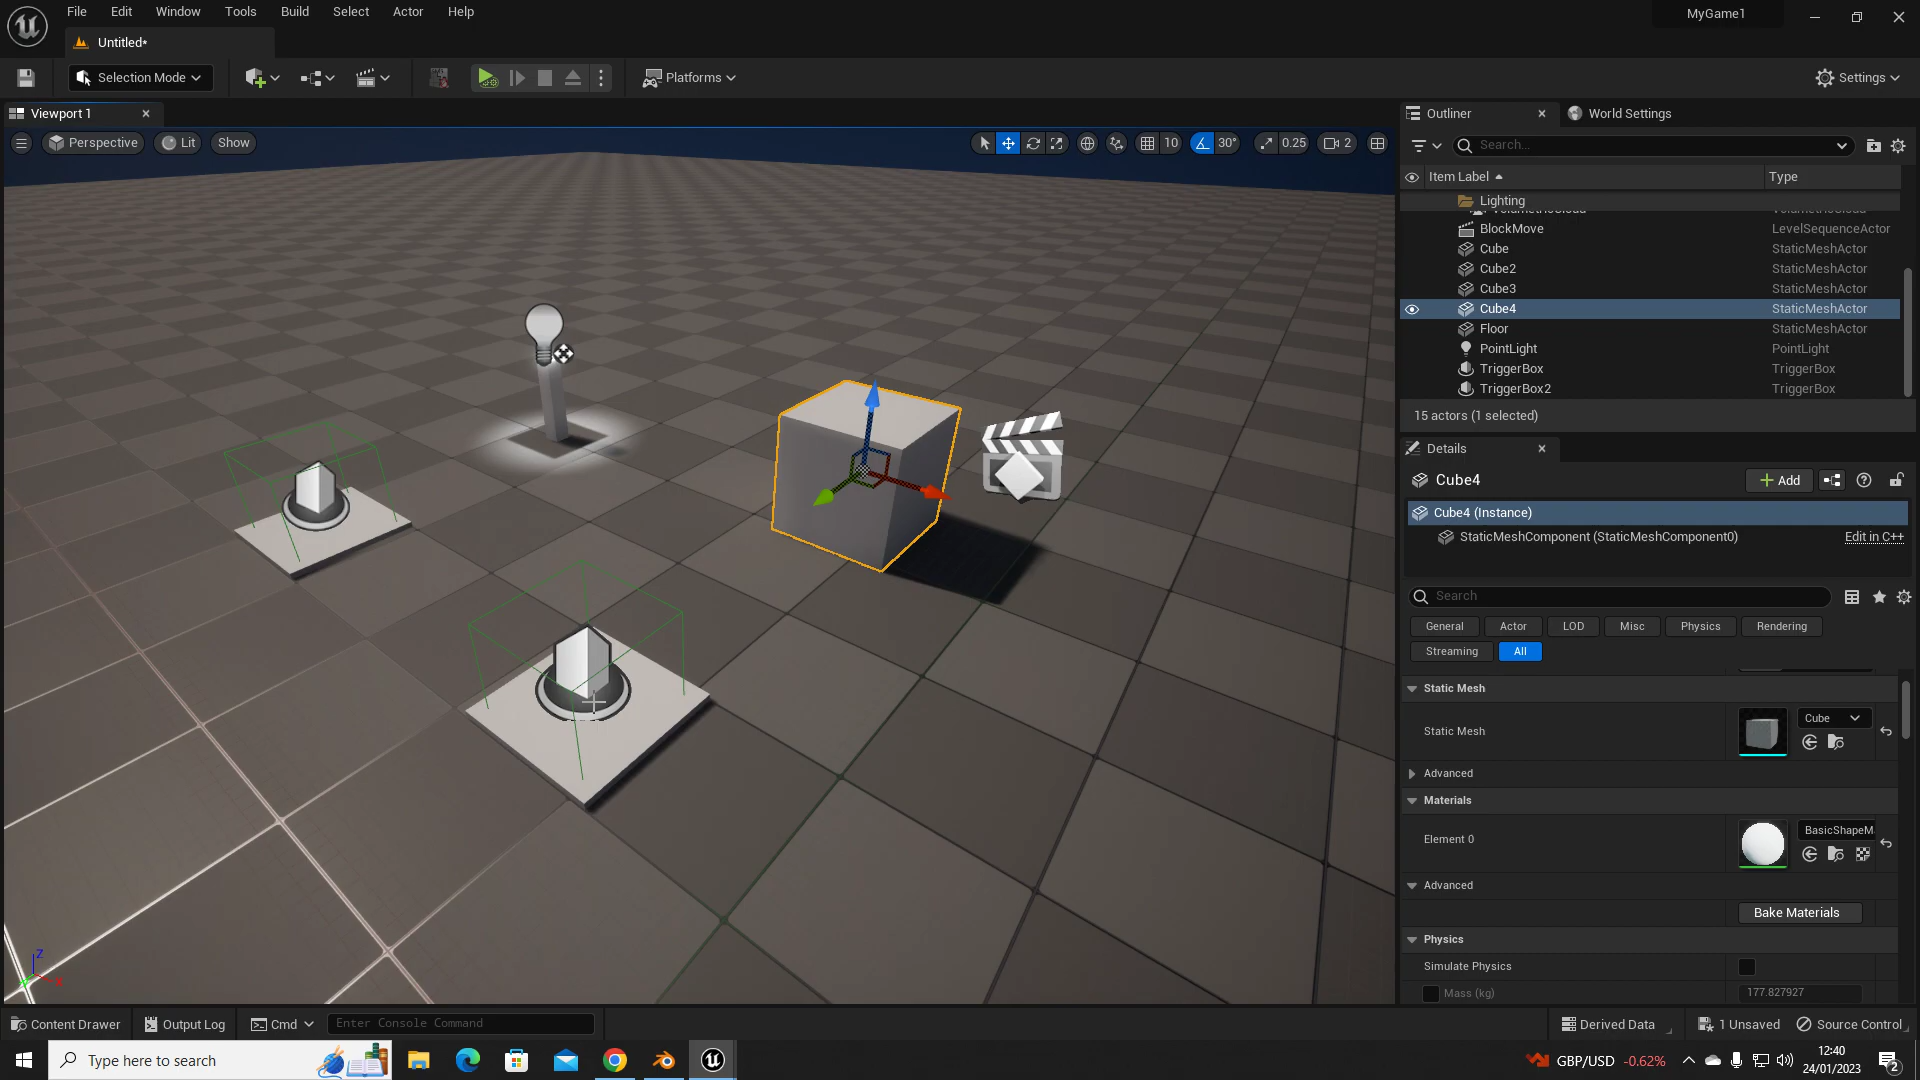 File Edit Window Tools Build Select Actor Help
MyGame1
Untitled*
Selection Mode
Platforms
Settings
Viewport 1
Outliner
World Settings
Perspective
Lit
Show
10
30°
0.25
2
Search...
Item Label
Type
Lighting
VolumetricCloud VolumetricCloud
BlockMove LevelSequenceActor
Cube StaticMeshActor
Cube2 StaticMeshActor
Cube3 StaticMeshActor
Cube4 StaticMeshActor
Floor StaticMeshActor
PointLight PointLight
TriggerBox TriggerBox
TriggerBox2 TriggerBox
15 actors (1 selected)
Details
Cube4
Add
Cube4 (Instance)
StaticMeshComponent (StaticMeshComponent0) Edit in C++
Search
General Actor LOD Misc Physics Rendering
Streaming All
Static Mesh
Static Mesh
Cube
Advanced
Materials
Element 0
BasicShapeM
Advanced
Bake Materials
Physics
Simulate Physics
Mass (kg) 177.827927
Z
X
Content Drawer
Output Log
Cmd
Enter Console Command
Derived Data
1 Unsaved
Source Control
Type here to search
GBP/USD -0.62%
12:40
24/01/2023
2